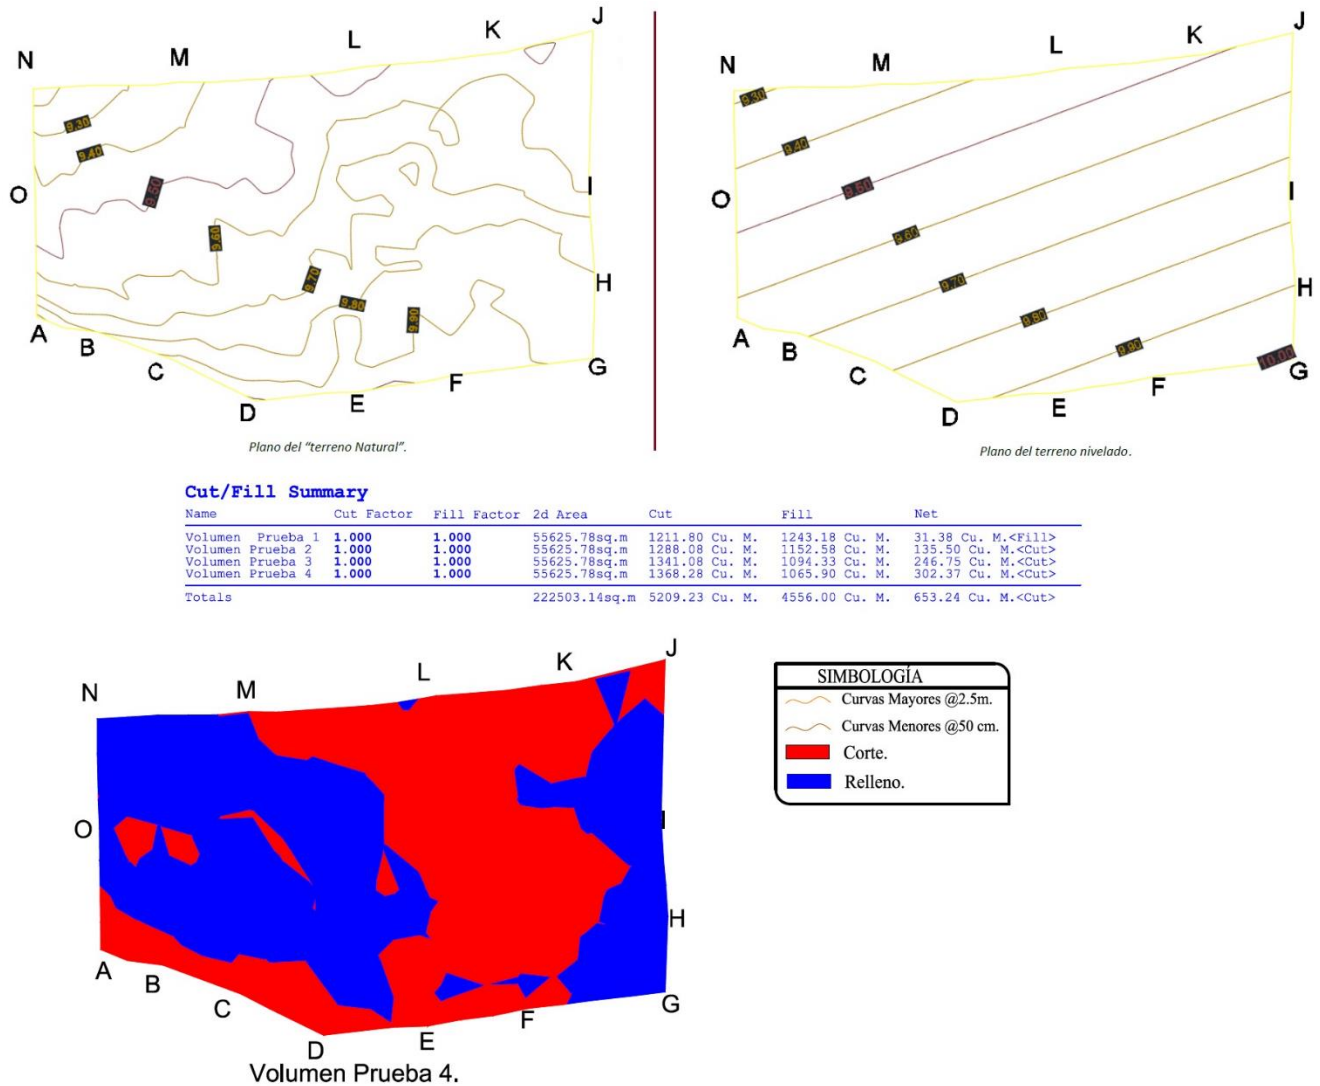 J
K
L
M
N
9.30
9.40
9.50
O
I
9.60
9.70
H
9.80
9.90
A
B
C
G
F
E
D
Plano del "terreno Natural".
J
K
L
M
N
9.30
9.40
9.50
O
I
9.60
9.70
H
9.80
A
B
9.90
10.00
C
G
F
E
D
Plano del terreno nivelado.
Cut/Fill Summary
Name Cut Factor Fill Factor 2d Area Cut Fill Net
Volumen Prueba 1 1.000 1.000 55625.78sq.m 1211.80 Cu. M. 1243.18 Cu. M. 31.38 Cu. M.<Fill>
Volumen Prueba 2 1.000 1.000 55625.78sq.m 1288.08 Cu. M. 1152.58 Cu. M. 135.50 Cu. M.<Cut>
Volumen Prueba 3 1.000 1.000 55625.78sq.m 1341.08 Cu. M. 1094.33 Cu. M. 246.75 Cu. M.<Cut>
Volumen Prueba 4 1.000 1.000 55625.78sq.m 1368.28 Cu. M. 1065.90 Cu. M. 302.37 Cu. M.<Cut>
Totals 222503.14sq.m 5209.23 Cu. M. 4556.00 Cu. M. 653.24 Cu. M.<Cut>
J
K
L
M
N
O
I
H
A
B
C
G
F
E
D
Volumen Prueba 4.
SIMBOLOGÍA
Curvas Mayores @2.5m.
Curvas Menores @50 cm.
Corte.
Relleno.